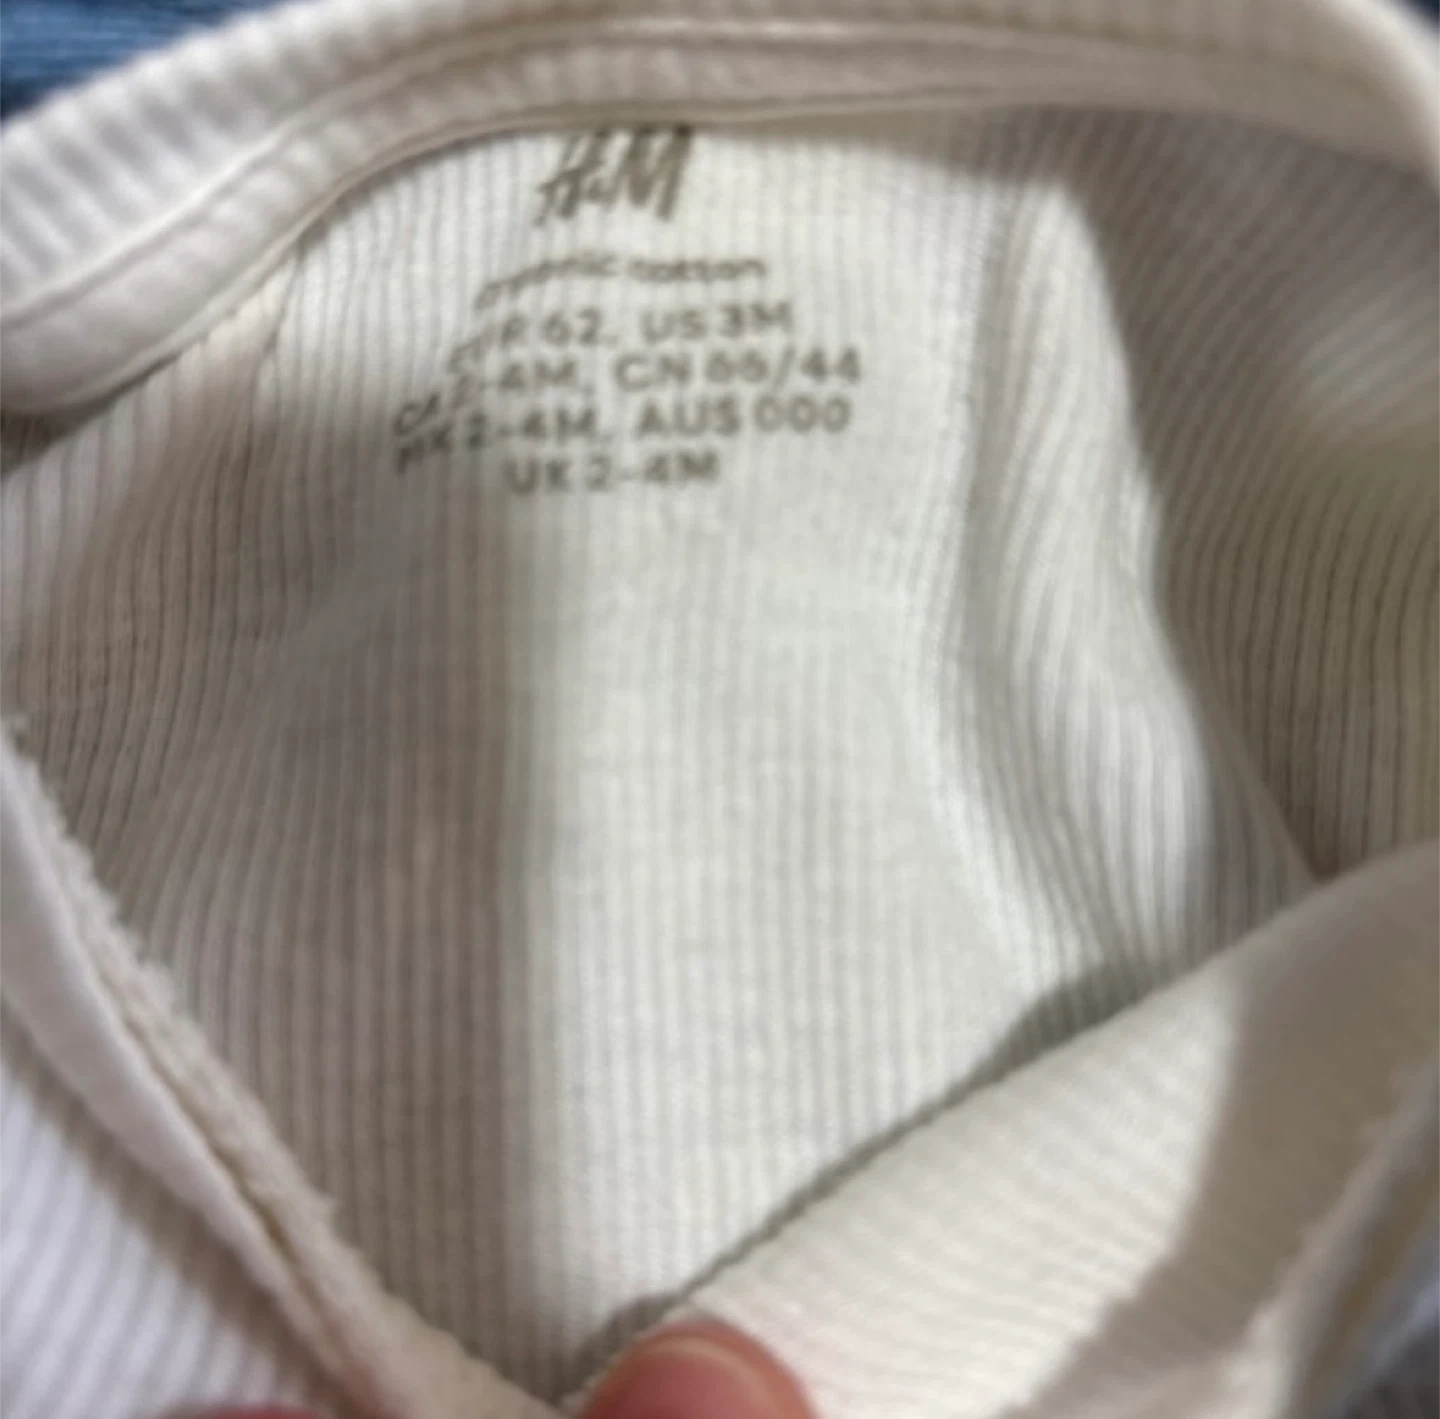 H&M
organic cotton
EUR 62, US 3M
CA 2-4M, CN 66/44
MX 2-4M, AUS 000
UK 2-4M